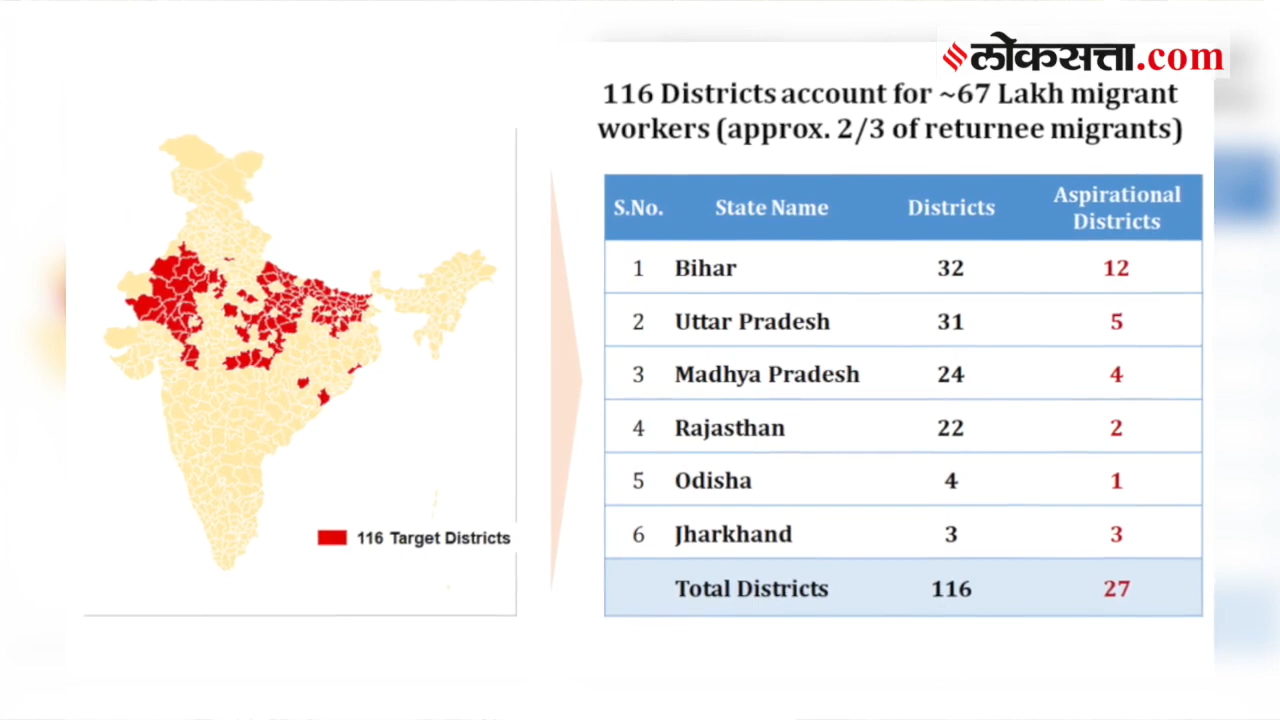 लोकसत्ता.com
116 Districts account for ~67 Lakh migrant
workers (approx. 2/3 of returnee migrants)
S.No. State Name Districts Aspirational Districts
1 Bihar 32 12
2 Uttar Pradesh 31 5
3 Madhya Pradesh 24 4
4 Rajasthan 22 2
5 Odisha 4 1
6 Jharkhand 3 3
Total Districts 116 27
116 Target Districts